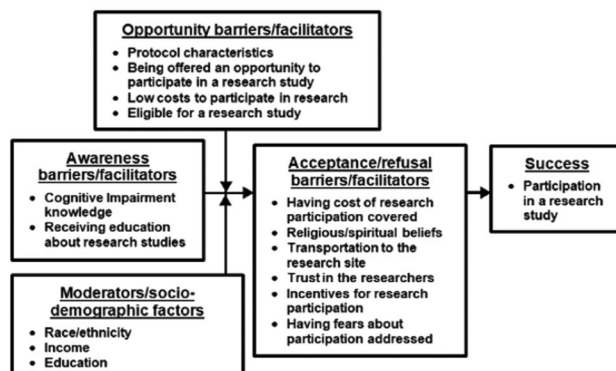 Opportunity barriers/facilitators
• Protocol characteristics
• Being offered an opportunity to
participate in a research study
• Low costs to participate in research
• Eligible for a research study
Awareness
barriers/facilitators
• Cognitive Impairment
knowledge
• Receiving education
about research studies
Moderators/socio-
demographic factors
• Race/ethnicity
• Income
• Education
Acceptance/refusal
barriers/facilitators
• Having cost of research
participation covered
• Religious/spiritual beliefs
• Transportation to the
research site
• Trust in the researchers
• Incentives for research
participation
• Having fears about
participation addressed
Success
• Participation
in a research
study